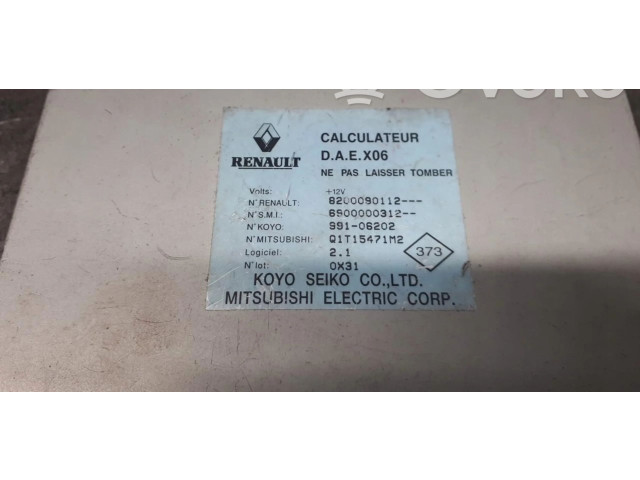 RENAULT
CALCULATEUR
D.A.E.X06
NE PAS LAISSER TOMBER
Volts: +12V
N°RENAULT: 8200090112---
N°S.M.I.: 6900000312--
N°KOYO: 991-06202
N°MITSUBISHI: Q1T15471M2
Logiciel: 2.1
N°lot: 0X31
373
KOYO SEIKO CO.,LTD.
MITSUBISHI ELECTRIC CORP.